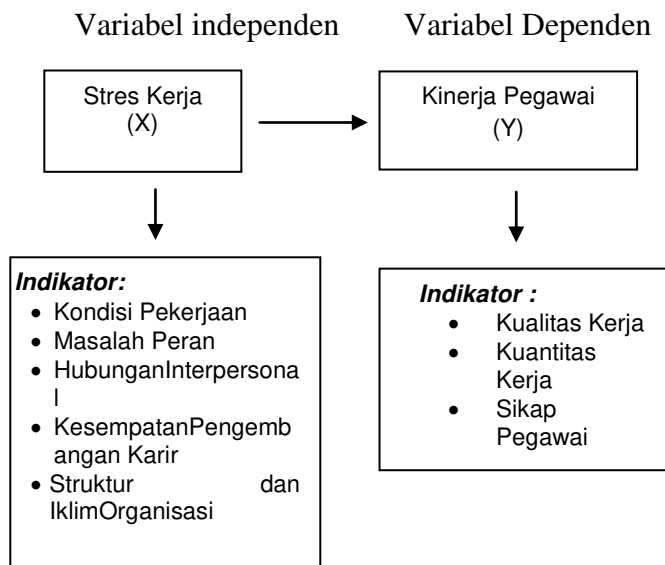 Variabel independen
Variabel Dependen
Stres Kerja
(X)
Kinerja Pegawai
(Y)
Indikator:
• Kondisi Pekerjaan
• Masalah Peran
• HubunganInterpersona
l
• KesempatanPengemb
angan Karir
• Struktur dan
IklimOrganisasi
Indikator :
• Kualitas Kerja
• Kuantitas
Kerja
• Sikap
Pegawai